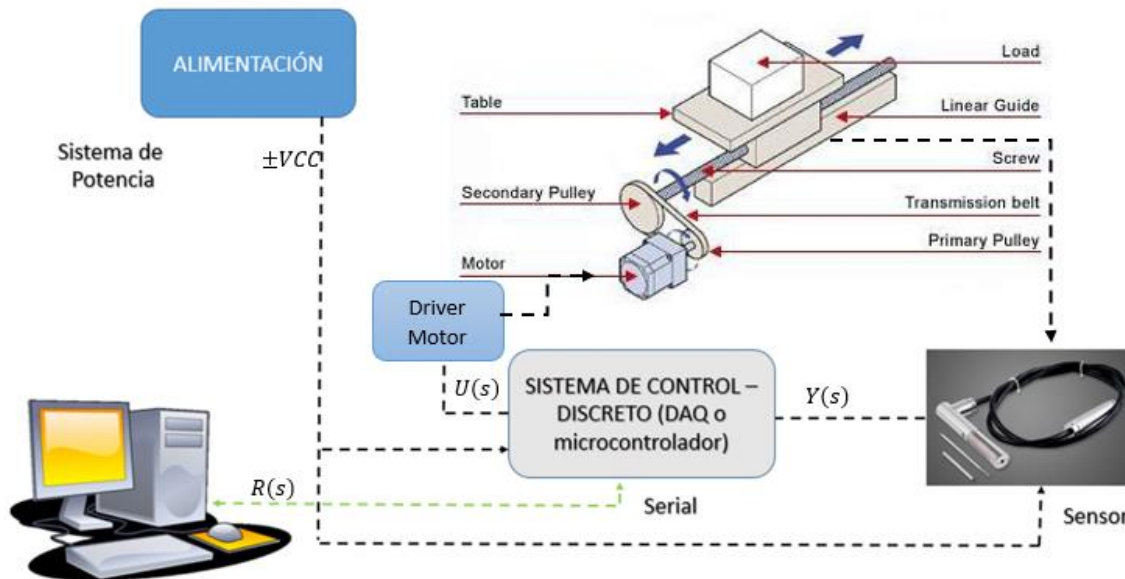 ALIMENTACIÓN
Sistema de
Potencia
±VCC
Load
Table
Linear Guide
Screw
Secondary Pulley
Transmission belt
Primary Pulley
Motor
Driver
Motor
U(s)
SISTEMA DE CONTROL –
DISCRETO (DAQ o
microcontrolador)
Y(s)
R(s)
Serial
Sensor